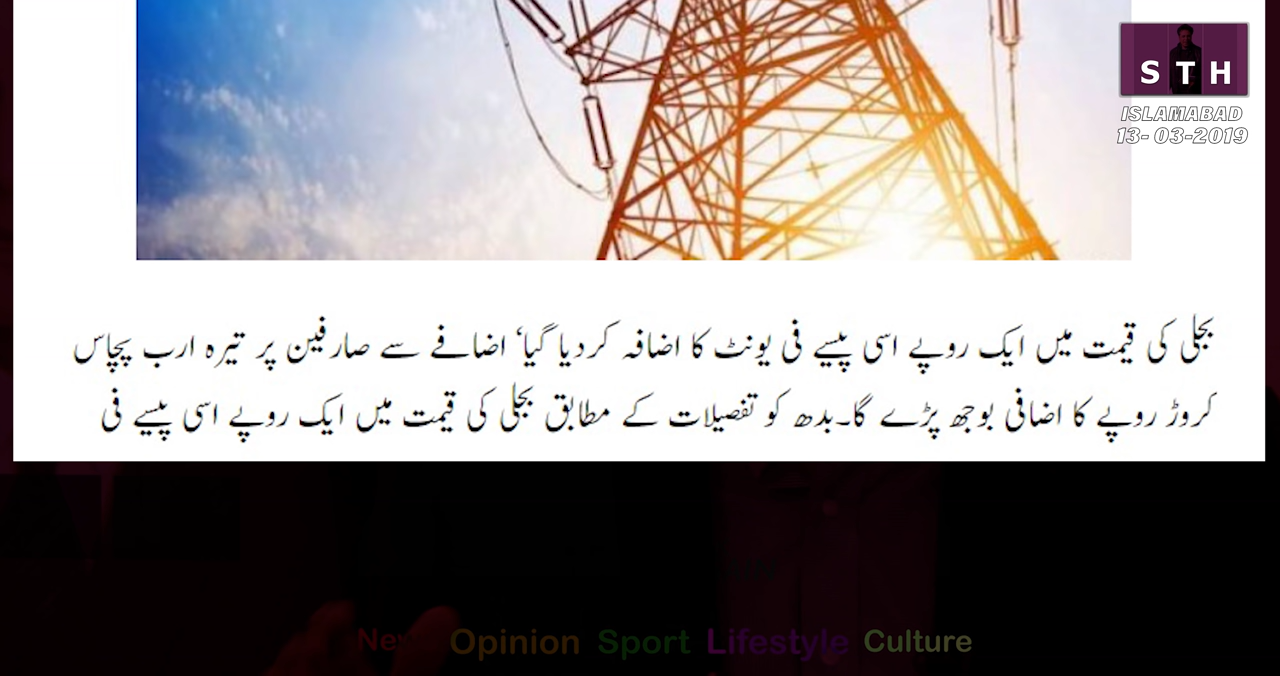 STH
ISLAMABAD
13- 03-2019
بجلی کی قیمت میں ایک روپے اسی پیسے فی یونٹ کا اضافہ کردیا گیا‘ اضافے سے صارفین پر تیرہ ارب پچاس
کروڑ روپے کا اضافی بوجھ پڑے گا۔بدھ کو تفصیلات کے مطابق بجلی کی قیمت میں ایک روپے اسی پیسے فی
Opinion Sport Lifestyle Culture